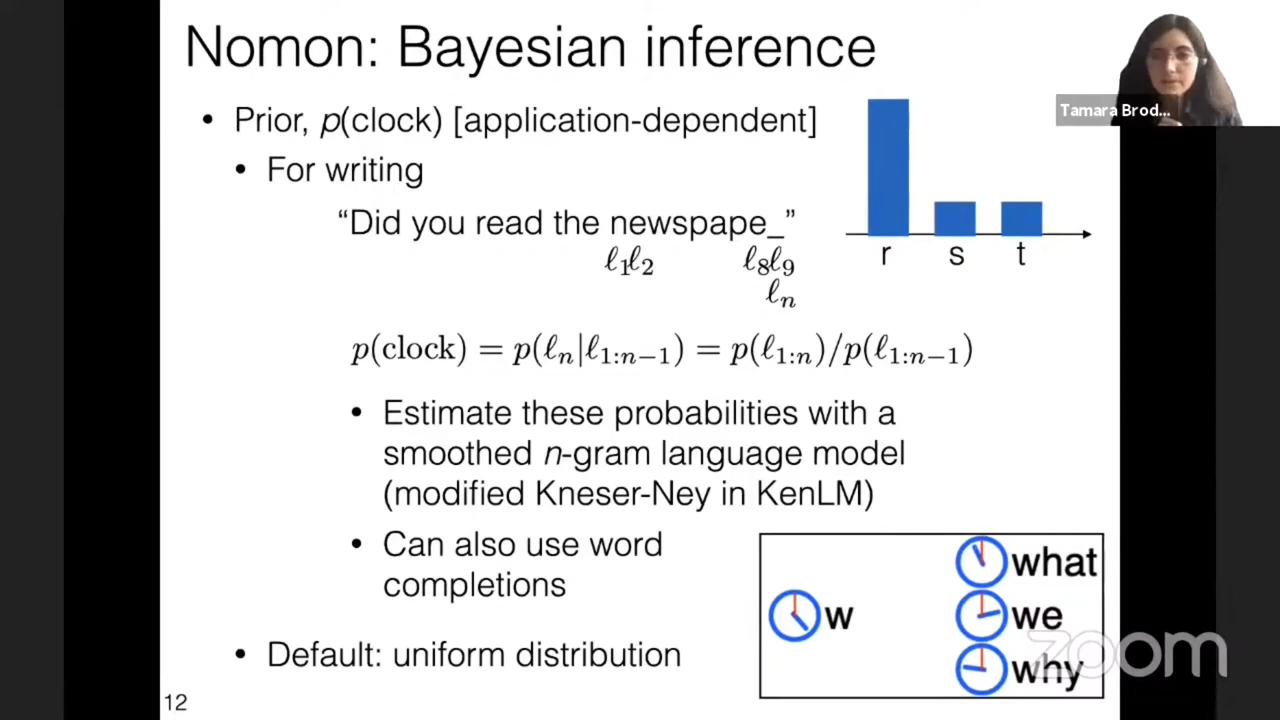 Nomon: Bayesian inference
• Prior, p(clock) [application-dependent]
• For writing
“Did you read the newspape_”
ℓ₁ℓ₂ ℓ₈ℓ₉
ℓₙ
p(clock) = p(ℓₙ|ℓ₁:ₙ₋₁) = p(ℓ₁:ₙ)/p(ℓ₁:ₙ₋₁)
• Estimate these probabilities with a
smoothed n-gram language model
(modified Kneser-Ney in KenLM)
• Can also use word
completions
• Default: uniform distribution
12
r s t
Tamara Brod...
w
what
we
why
zoom